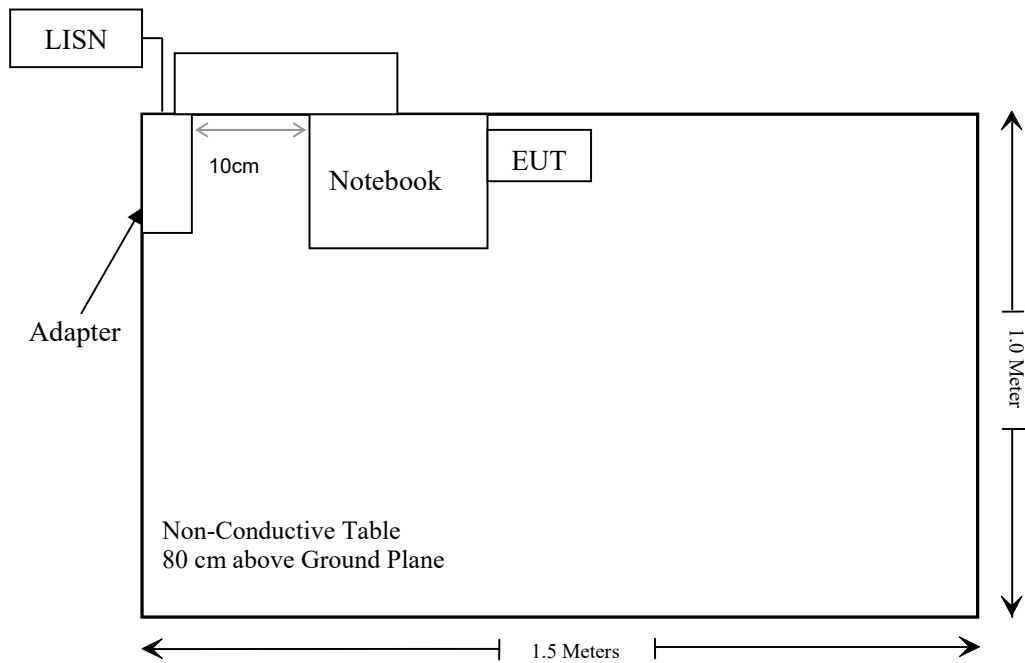 LISN
10cm
Notebook
EUT
Adapter
1.0 Meter
Non-Conductive Table
80 cm above Ground Plane
1.5 Meters